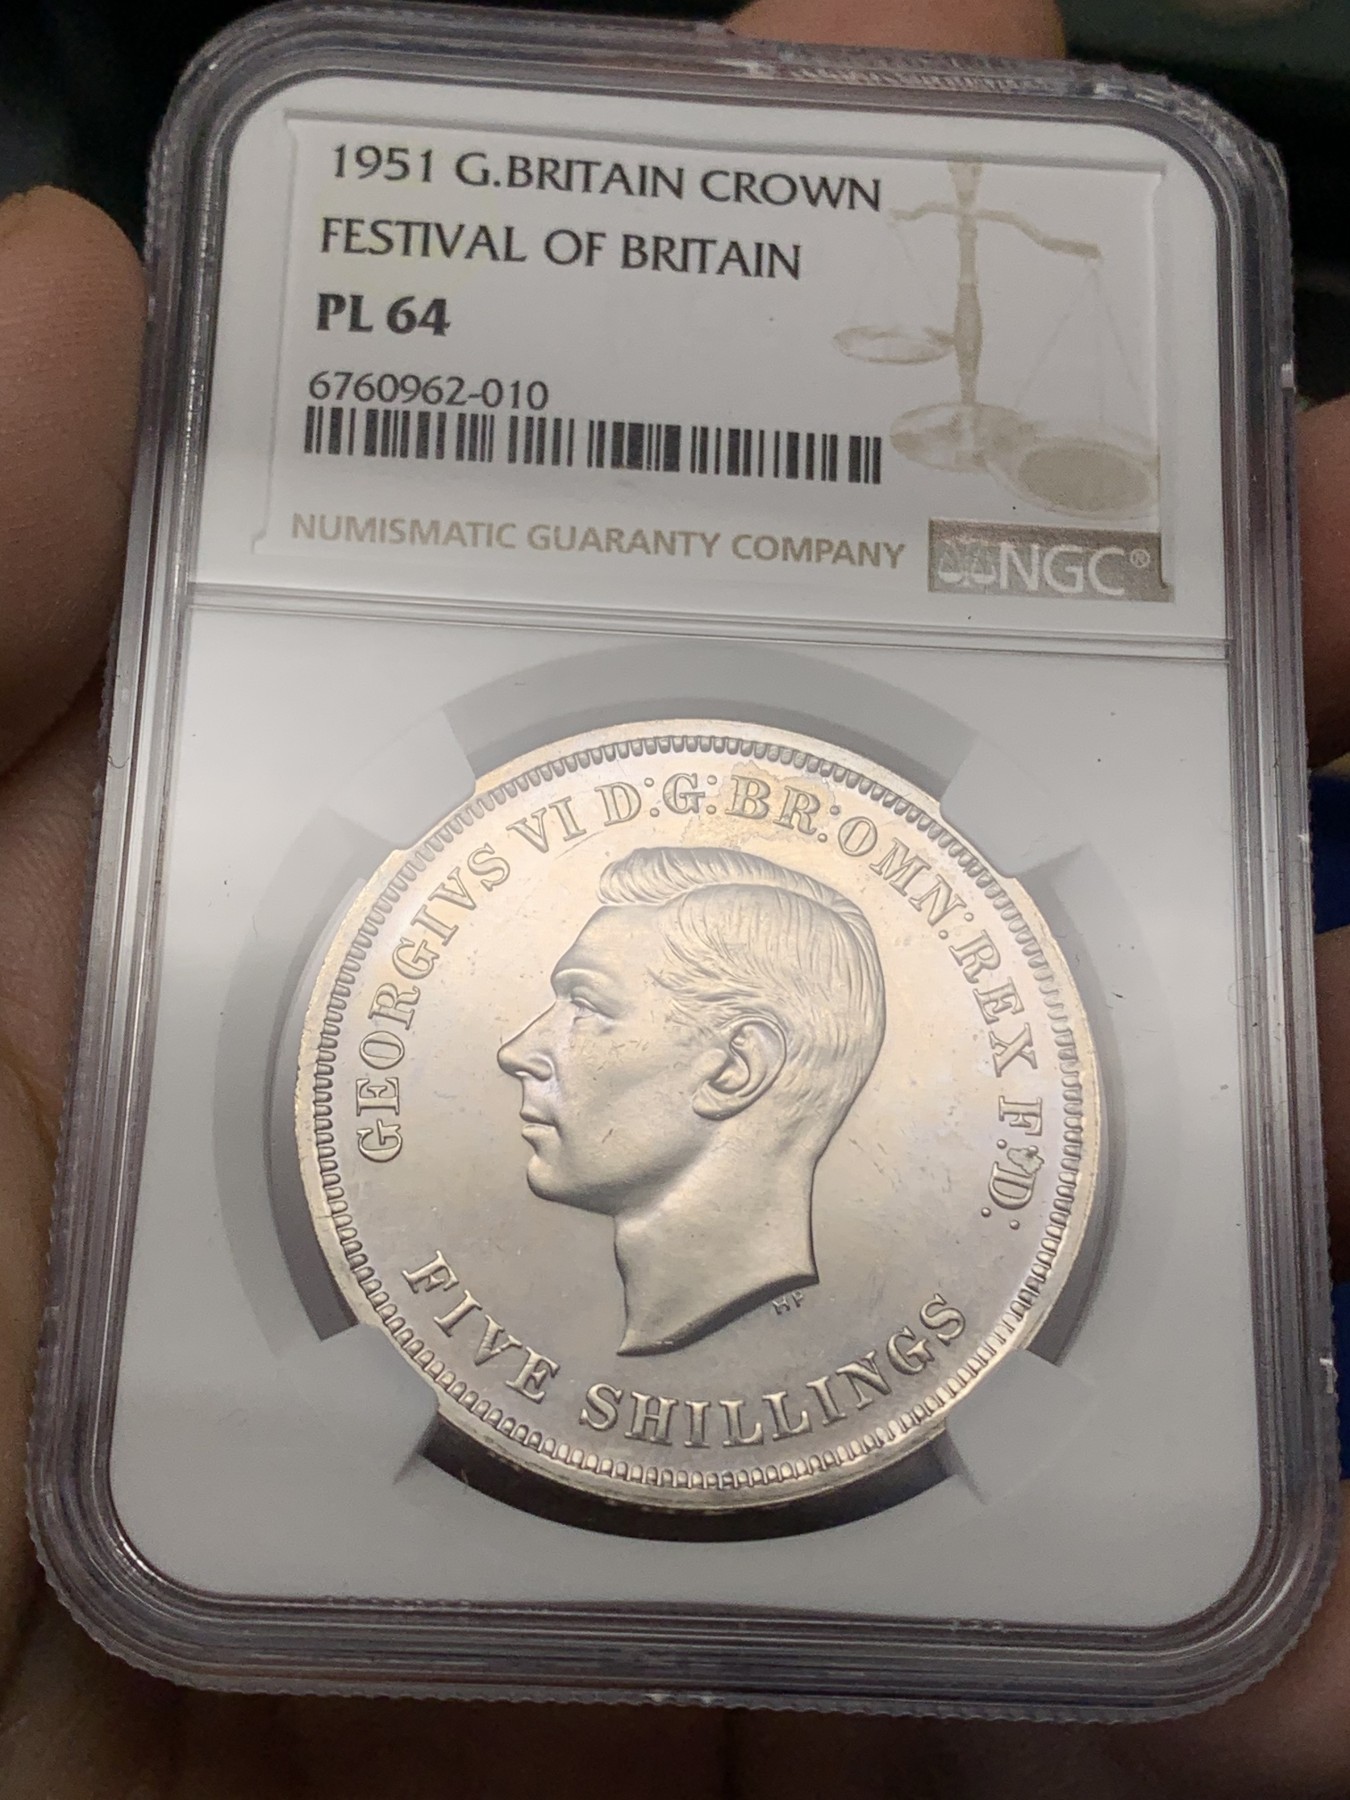 1951 G.BRITAIN CROWN
FESTIVAL OF BRITAIN
PL 64
6760962-010
NUMISMATIC GUARANTY COMPANY
NGC®
GEORGIVS VI D:G:BR:OMN:REX F:D:
HP
FIVE SHILLINGS